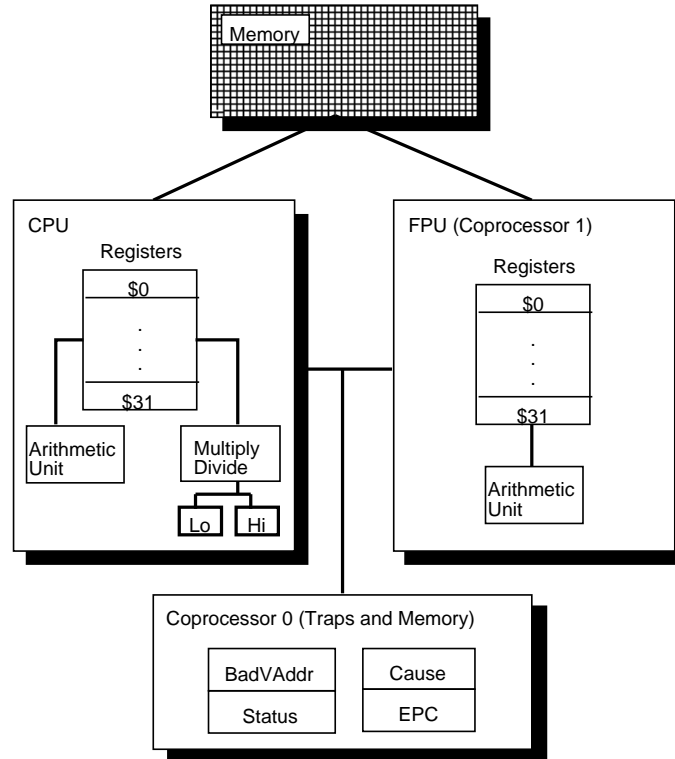 Memory
CPU
Registers
$0
.
.
.
$31
Arithmetic
Unit
Multiply
Divide
Lo
Hi
FPU (Coprocessor 1)
Registers
$0
.
.
.
$31
Arithmetic
Unit
Coprocessor 0 (Traps and Memory)
BadVAddr
Status
Cause
EPC